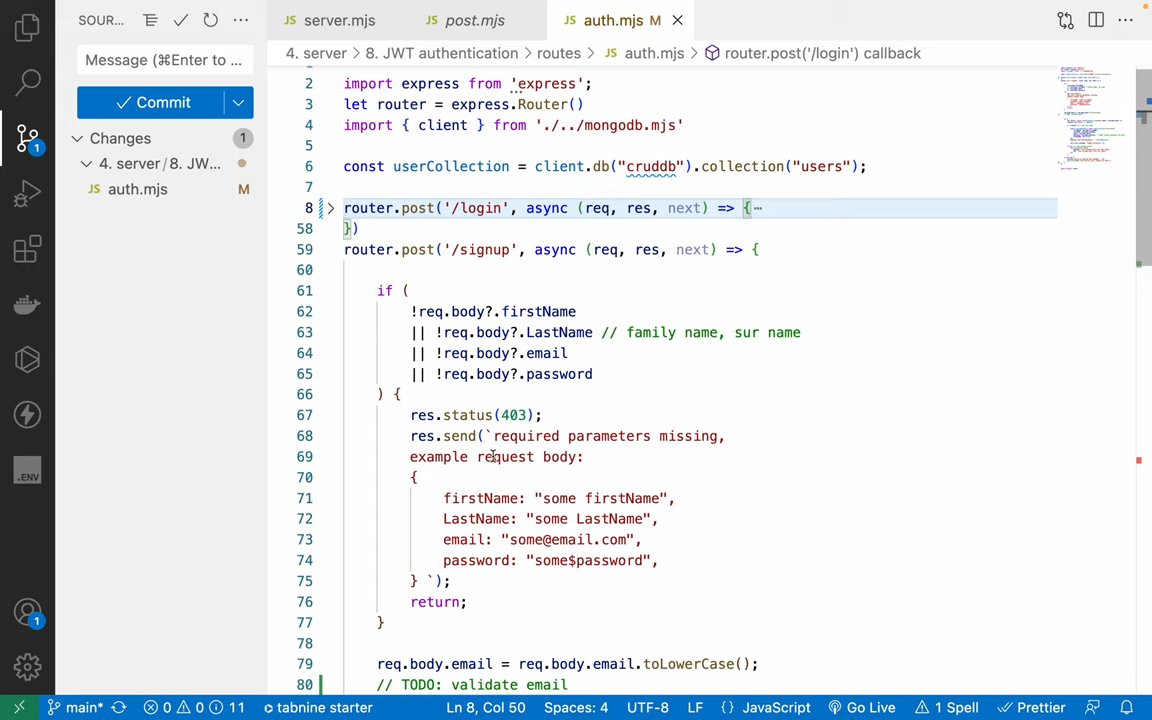 SOUR...
server.mjs
post.mjs
auth.mjs M
Message (⌘Enter to ...
4. server > 8. JWT authentication > routes > auth.mjs > router.post('/login') callback
Commit
Changes 1
4. server / 8. JW...
auth.mjs M
1
.ENV
1
2 import express from 'express';
3 let router = express.Router()
4 import { client } from './../mongodb.mjs'
5
6 const userCollection = client.db("cruddb").collection("users");
7
8 router.post('/login', async (req, res, next) => { ⋯
58 })
59 router.post('/signup', async (req, res, next) => {
60
61 if (
62 !req.body?.firstName
63 || !req.body?.LastName // family name, sur name
64 || !req.body?.email
65 || !req.body?.password
66 ) {
67 res.status(403);
68 res.send(`required parameters missing,
69 example request body:
70 {
71 firstName: "some firstName",
72 LastName: "some LastName",
73 email: "some@email.com",
74 password: "some$password",
75 } `);
76 return;
77 }
78
79 req.body.email = req.body.email.toLowerCase();
80 // TODO: validate email
main* 0 0 11 tabnine starter Ln 8, Col 50 Spaces: 4 UTF-8 LF {} JavaScript Go Live 1 Spell Prettier